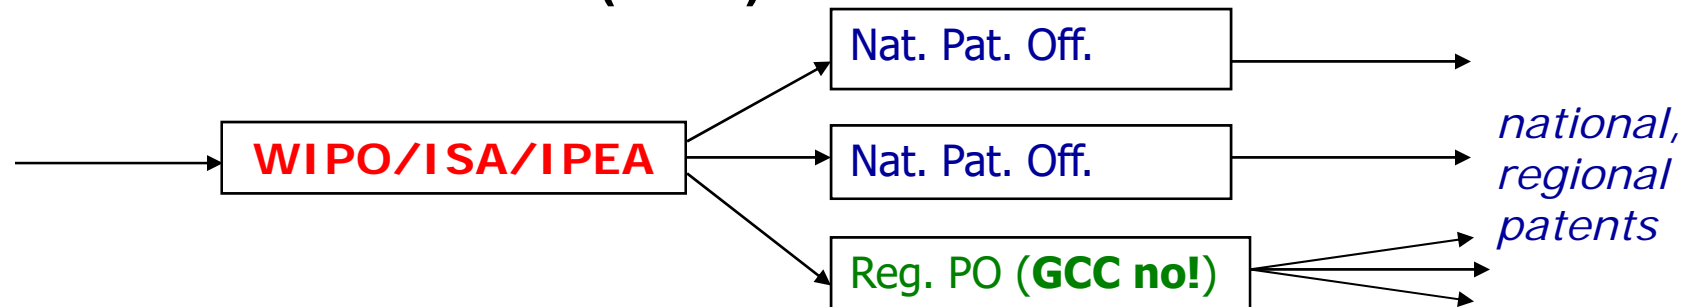 Nat. Pat. Off.
WIPO/ISA/IPEA
Nat. Pat. Off.
national,
regional
patents
Reg. PO (GCC no!)